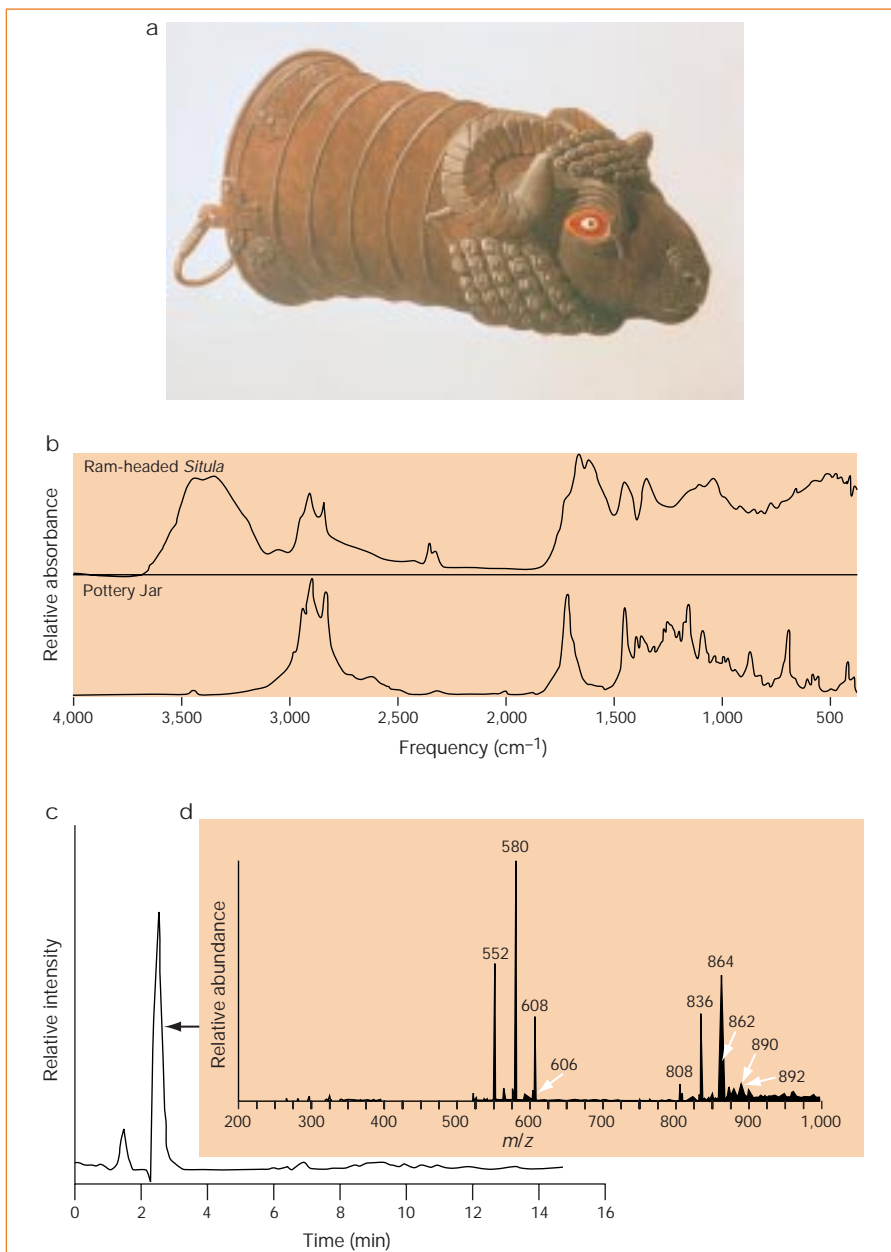 a
b
Ram-headed Situla
Relative absorbance
Pottery Jar
4,000 3,500 3,000 2,500 2,000 1,500 1,000 500
Frequency (cm–1)
c
d
Relative intensity
Relative abundance
580
552
608
606
864
836
862
890
808
892
200 300 400 500 600 700 800 900 1,000
m/z
0 2 4 6 8 10 12 14 16
Time (min)